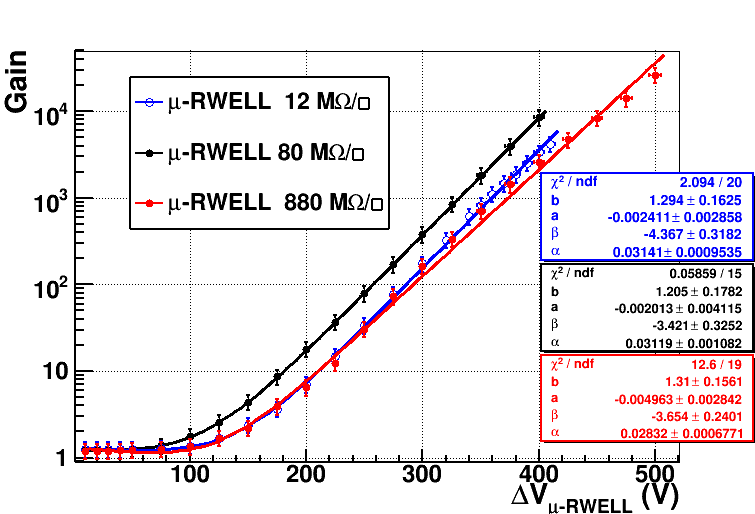 Gain
μ-RWELL 12 MΩ/□
μ-RWELL 80 MΩ/□
μ-RWELL 880 MΩ/□
10⁴
10³
10²
10
1
100
200
300
400
500
ΔV_μ-RWELL (V)
χ² / ndf 2.094 / 20
b 1.294 ± 0.1625
a -0.002411 ± 0.002858
β -4.367 ± 0.3182
α 0.03141 ± 0.0009535
χ² / ndf 0.05859 / 15
b 1.205 ± 0.1782
a -0.002013 ± 0.004115
β -3.421 ± 0.3252
α 0.03119 ± 0.001082
χ² / ndf 12.6 / 19
b 1.31 ± 0.1561
a -0.004963 ± 0.002842
β -3.654 ± 0.2401
α 0.02832 ± 0.0006771